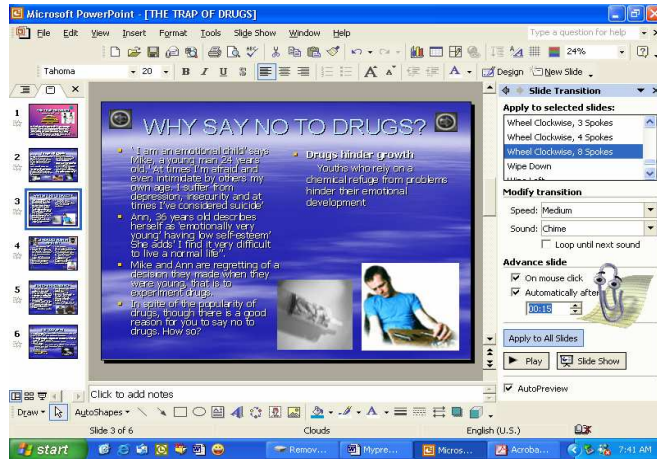 Microsoft PowerPoint - [THE TRAP OF DRUGS]
File Edit View Insert Format Tools Slide Show Window Help
Type a question for help
24%
Tahoma
20
B I U S
Design New Slide
Slide Transition
Apply to selected slides:
Wheel Clockwise, 3 Spokes
Wheel Clockwise, 4 Spokes
Wheel Clockwise, 8 Spokes
Wipe Down
Wipe Left
Modify transition
Speed: Medium
Sound: Chime
Loop until next sound
Advance slide
On mouse click
Automatically after
00:15
Apply to All Slides
Play Slide Show
AutoPreview
1
2
3
4
5
6
WHY SAY NO TO DRUGS?
' I am an emotional child' says
Mike, a young man 24 years
old.' At times I'm afraid and
even intimidate by others my
own age. I suffer from
depression, insecurity and at
times I've considered suicide'
Ann, 36 years old describes
herself as 'emotionally very
young' having low self-esteem'
She adds' I find it very difficult
to live a normal life".
Mike and Ann are regretting of a
decision they made when they
were young, that is to
experiment drugs.
In spite of the popularity of
drugs, though there is a good
reason for you to say no to
drugs. How so?
Drugs hinder growth
Youths who rely on a
chemical refuge from problems
hinder their emotional
development
Click to add notes
Draw AutoShapes
Slide 3 of 6 Clouds English (U.S.)
start Remov... Mypre... Micros... Acroba... 7:41 AM